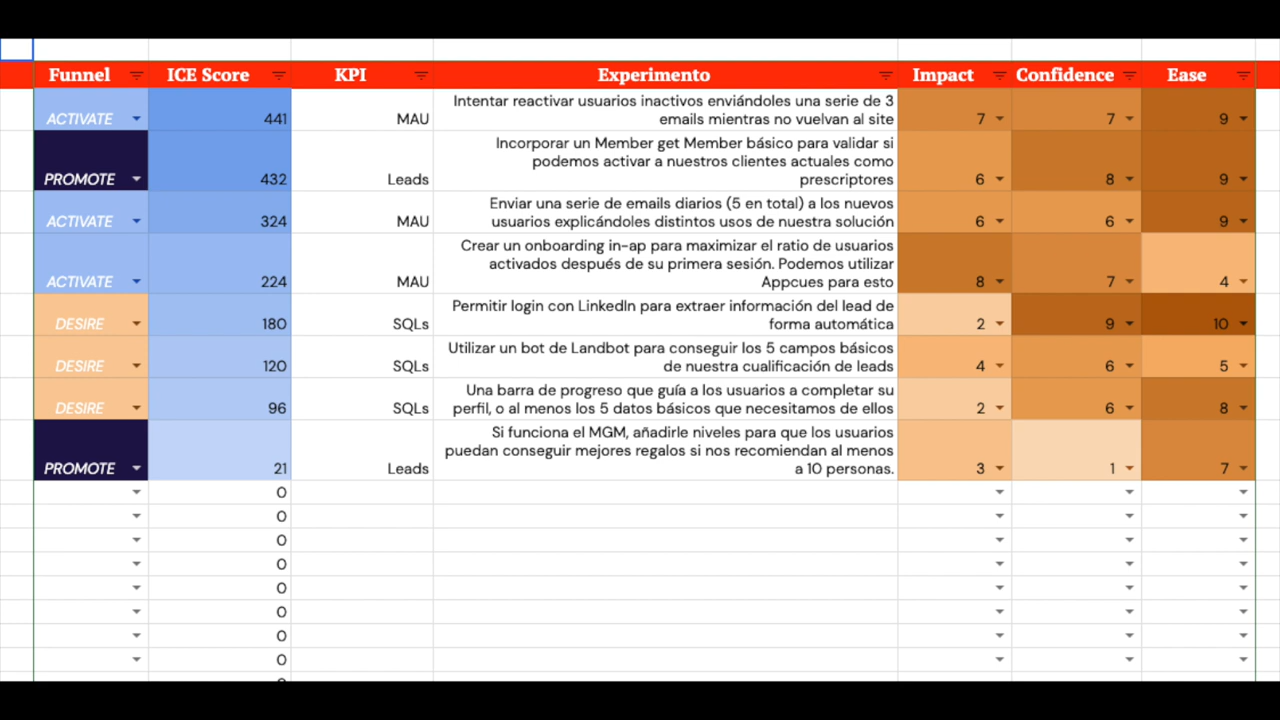 Funnel ICE Score KPI Experimento Impact Confidence Ease
Intentar reactivar usuarios inactivos enviándoles una serie de 3
ACTIVATE 441 MAU emails mientras no vuelvan al site 7 7 9
Incorporar un Member get Member básico para validar si
podemos activar a nuestros clientes actuales como
PROMOTE 432 Leads prescriptores 6 8 9
Enviar una serie de emails diarios (5 en total) a los nuevos
ACTIVATE 324 MAU usuarios explicándoles distintos usos de nuestra solución 6 6 9
Crear un onboarding in-ap para maximizar el ratio de usuarios
activados después de su primera sesión. Podemos utilizar
ACTIVATE 224 MAU Appcues para esto 8 7 4
Permitir login con LinkedIn para extraer información del lead de
DESIRE 180 SQLs forma automática 2 9 10
Utilizar un bot de Landbot para conseguir los 5 campos básicos
DESIRE 120 SQLs de nuestra cualificación de leads 4 6 5
Una barra de progreso que guía a los usuarios a completar su
DESIRE 96 SQLs perfil, o al menos los 5 datos básicos que necesitamos de ellos 2 6 8
Si funciona el MGM, añadirle niveles para que los usuarios
puedan conseguir mejores regalos si nos recomiendan al menos
PROMOTE 21 Leads a 10 personas. 3 1 7
0
0
0
0
0
0
0
0